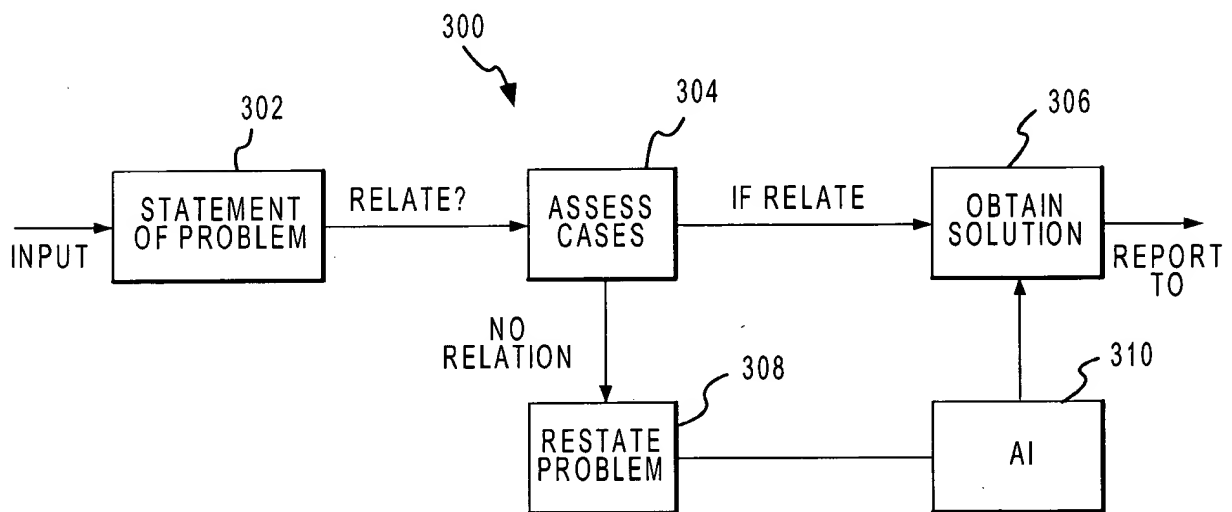 300
302
304
306
STATEMENT
OF PROBLEM
RELATE?
ASSESS
CASES
IF RELATE
OBTAIN
SOLUTION
INPUT
REPORT
TO
NO
RELATION
308
310
RESTATE
PROBLEM
AI